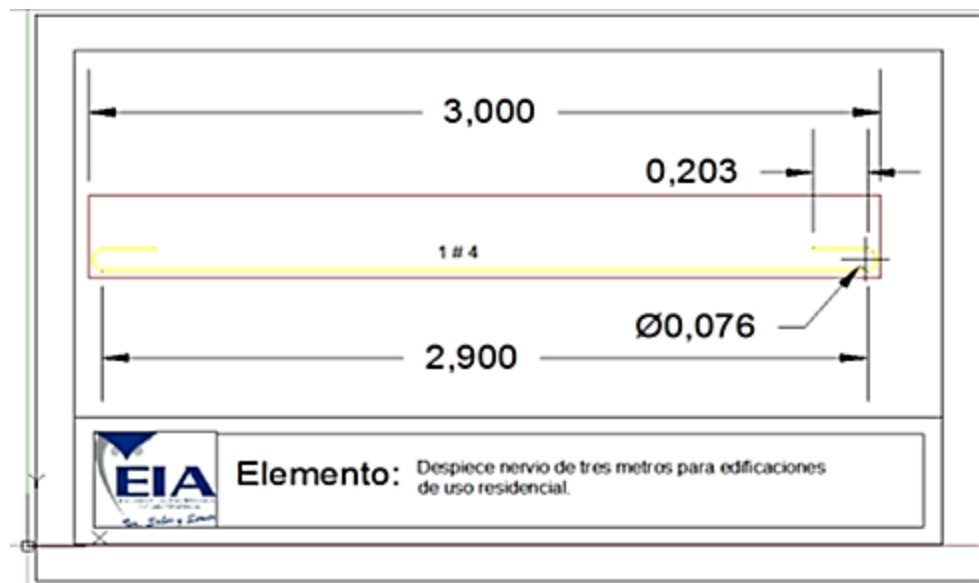 3,000
0,203
1 # 4
Ø0,076
2,900
EIA
Elemento: Despiece nervio de tres metros para edificaciones
de uso residencial.
Y
X